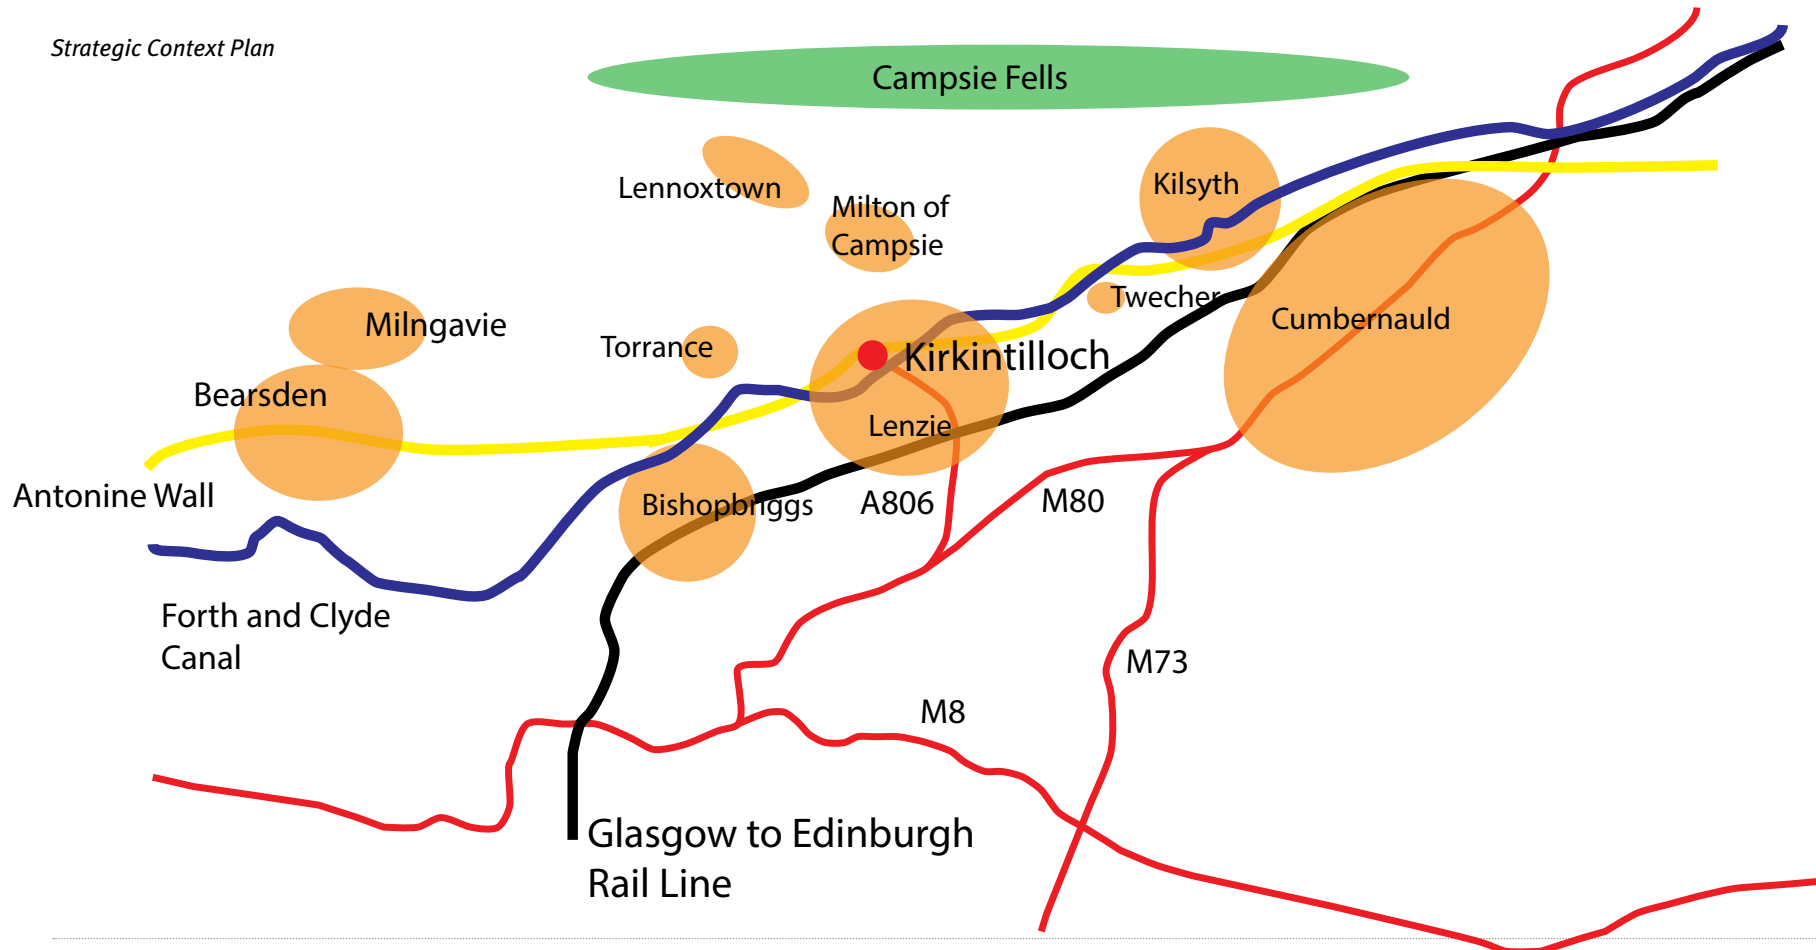 Strategic Context Plan
Campsie Fells
Lennoxtown
Kilsyth
Milton of
Campsie
Twecher
Milngavie
Cumbernauld
Torrance
Kirkintilloch
Bearsden
Lenzie
Antonine Wall
Bishopbriggs
A806
M80
Forth and Clyde
Canal
M73
M8
Glasgow to Edinburgh
Rail Line